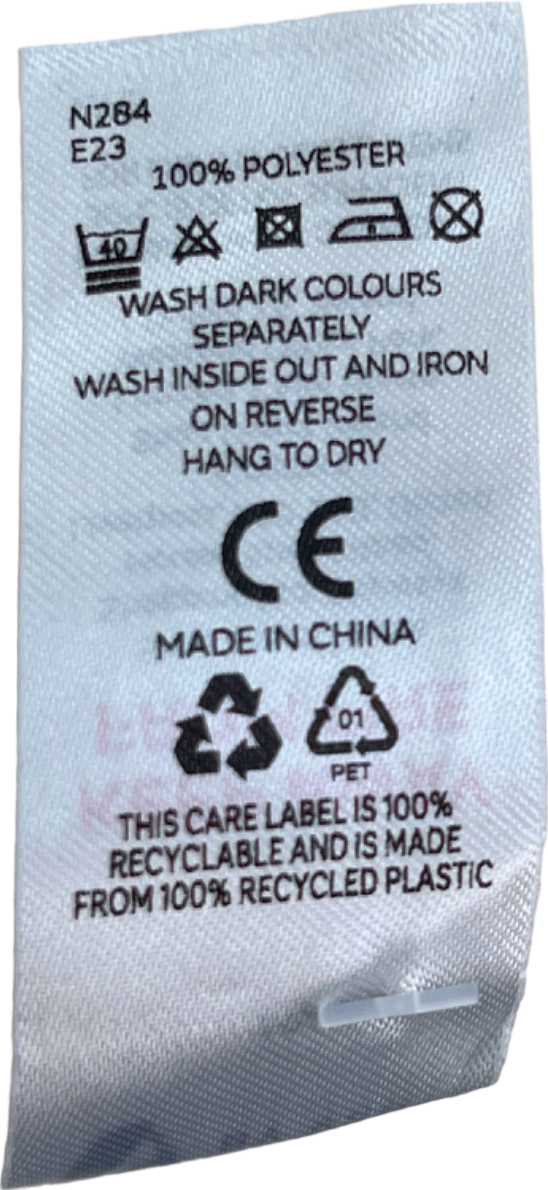 N284
E23
100% POLYESTER
40
WASH DARK COLOURS
SEPARATELY
WASH INSIDE OUT AND IRON
ON REVERSE
HANG TO DRY
CE
MADE IN CHINA
01
PET
THIS CARE LABEL IS 100%
RECYCLABLE AND IS MADE
FROM 100% RECYCLED PLASTIC